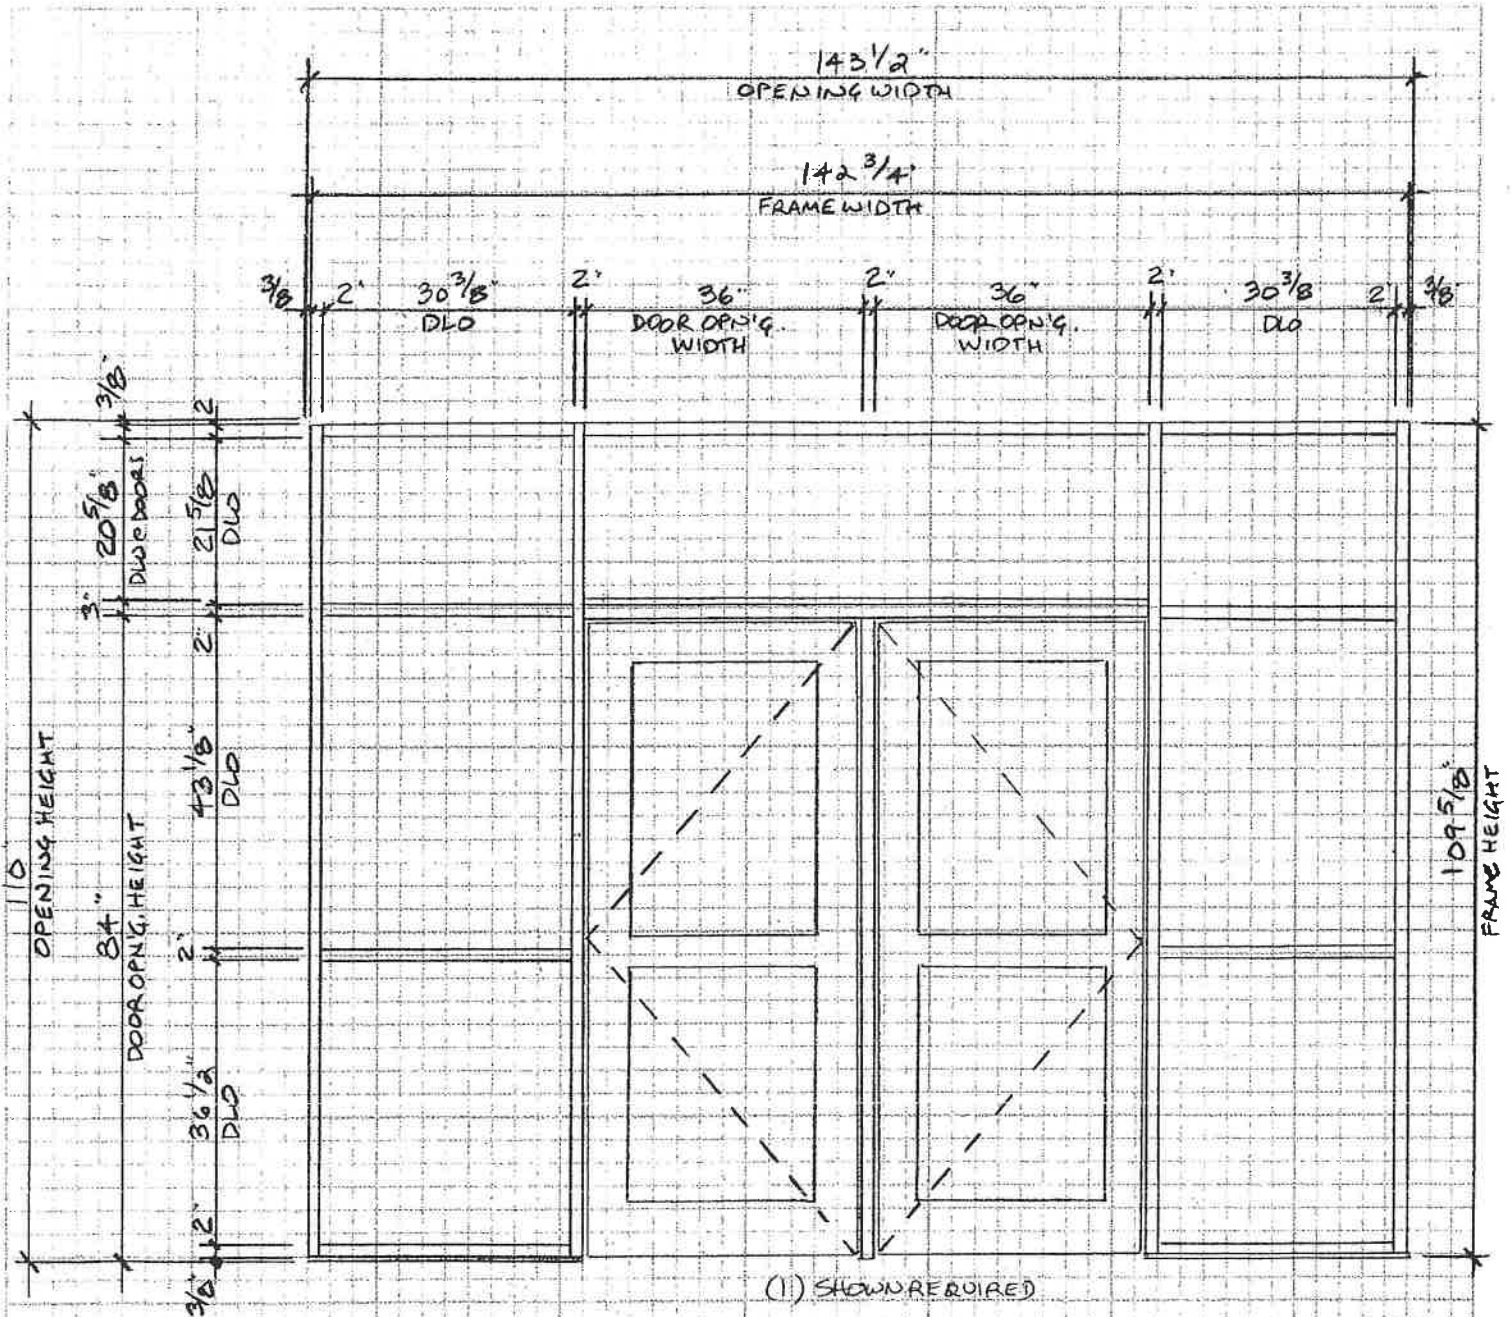 143 1/2"
OPENING WIDTH
142 3/4"
FRAME WIDTH
3/8 2" 30 3/8" 2" 36" 2" 36" 2" 30 3/8 2" 3/8"
DLO DOOR OPN'G. WIDTH DOOR OPN'G. WIDTH DLO
110"
OPENING HEIGHT
3/8"
20 5/8"
DLO @ DOORS
3"
84"
DOOR OPN'G. HEIGHT
2
21 5/8
DLO
2"
43 1/8"
DLO
2"
36 1/2"
DLO
2"
3/8"
109 5/8"
FRAME HEIGHT
(1) SHOWN REQUIRED